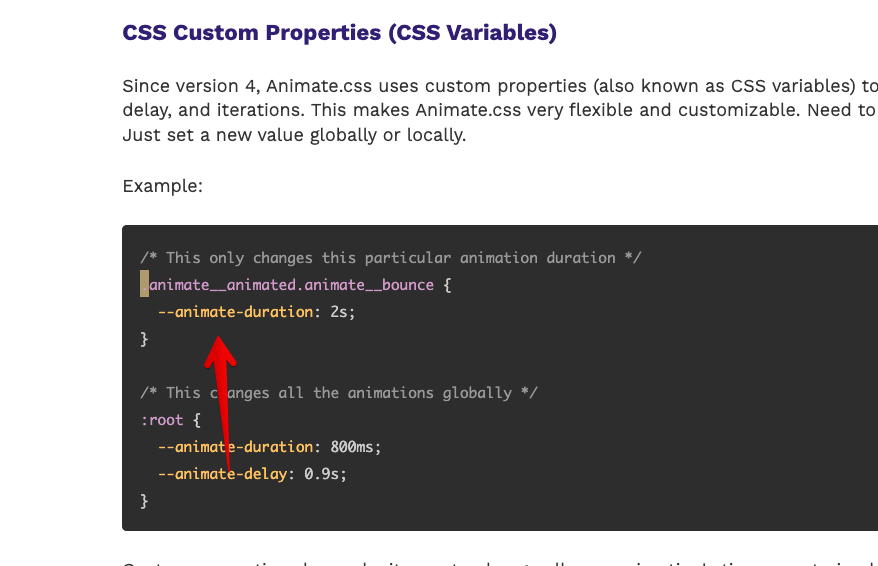 CSS Custom Properties (CSS Variables)
Since version 4, Animate.css uses custom properties (also known as CSS variables) to
delay, and iterations. This makes Animate.css very flexible and customizable. Need to
Just set a new value globally or locally.
Example:
/* This only changes this particular animation duration */
.animate__animated.animate__bounce {
--animate-duration: 2s;
}
/* This changes all the animations globally */
:root {
--animate-duration: 800ms;
--animate-delay: 0.9s;
}